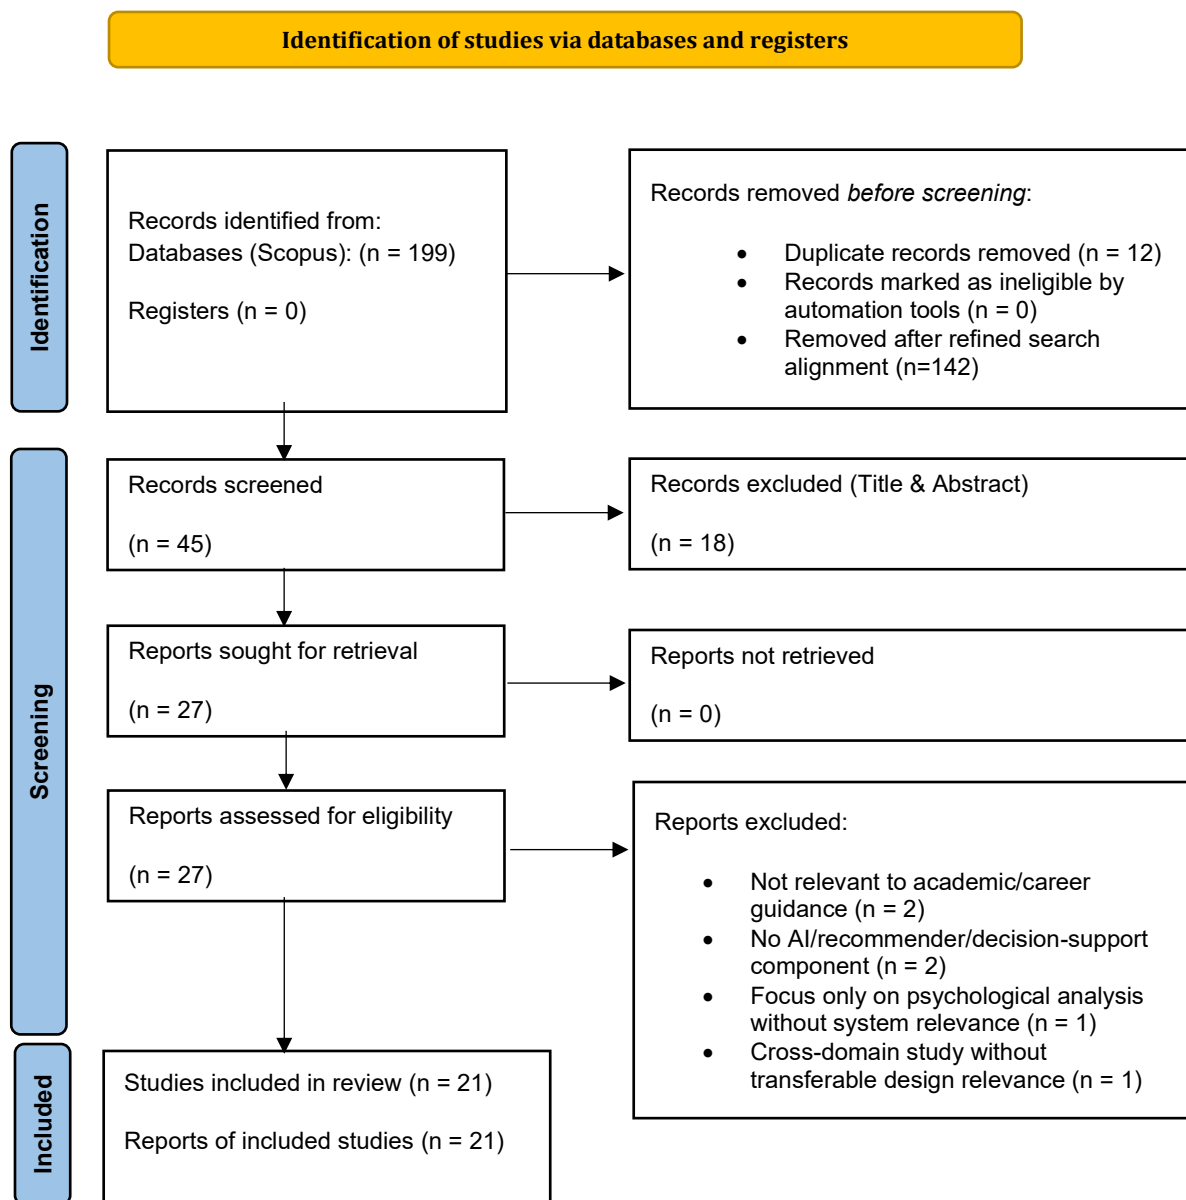 Identification of studies via databases and registers
Identification
Records identified from:
Databases (Scopus): (n = 199)
Registers (n = 0)
Records removed before screening:
• Duplicate records removed (n = 12)
• Records marked as ineligible by
automation tools (n = 0)
• Removed after refined search
alignment (n=142)
Screening
Records screened
(n = 45)
Records excluded (Title & Abstract)
(n = 18)
Reports sought for retrieval
(n = 27)
Reports not retrieved
(n = 0)
Reports assessed for eligibility
(n = 27)
Reports excluded:
• Not relevant to academic/career
guidance (n = 2)
• No AI/recommender/decision-support
component (n = 2)
• Focus only on psychological analysis
without system relevance (n = 1)
• Cross-domain study without
transferable design relevance (n = 1)
Included
Studies included in review (n = 21)
Reports of included studies (n = 21)